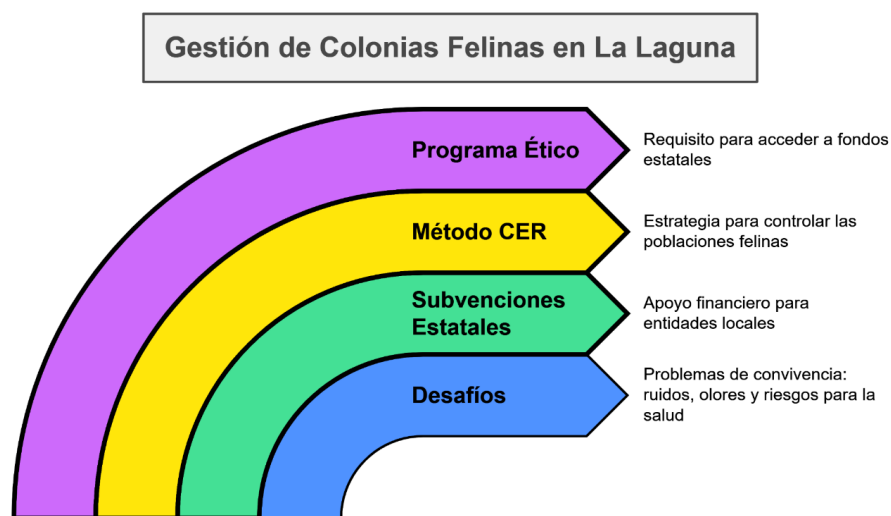 Gestión de Colonias Felinas en La Laguna
Programa Ético
Requisito para acceder a fondos
estatales
Método CER
Estrategia para controlar las
poblaciones felinas
Subvenciones
Estatales
Apoyo financiero para
entidades locales
Desafíos
Problemas de convivencia:
ruidos, olores y riesgos para la
salud